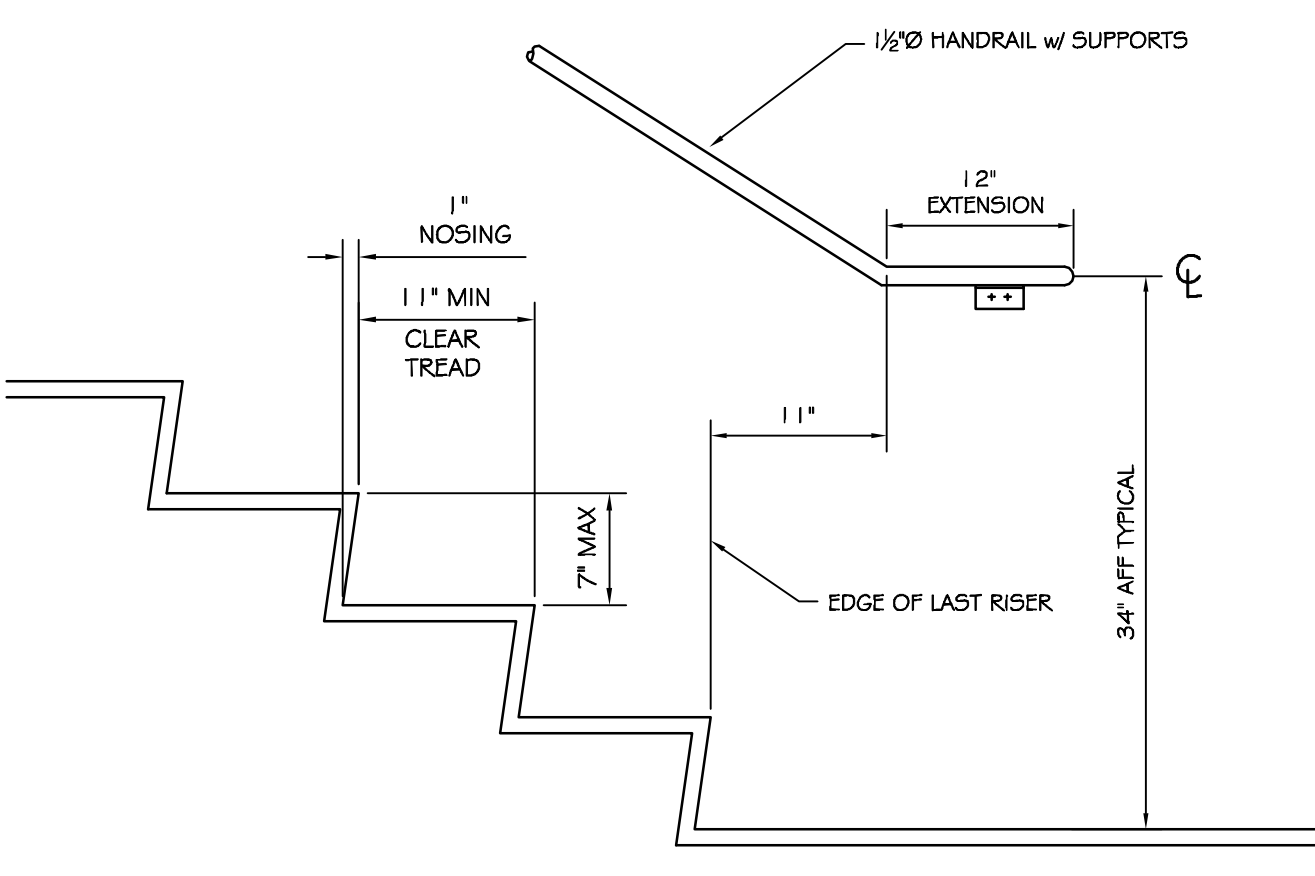 1½"Ø HANDRAIL w/ SUPPORTS
12"
EXTENSION
1"
NOSING
℄
11" MIN
CLEAR
TREAD
11"
7" MAX
34" AFF TYPICAL
EDGE OF LAST RISER